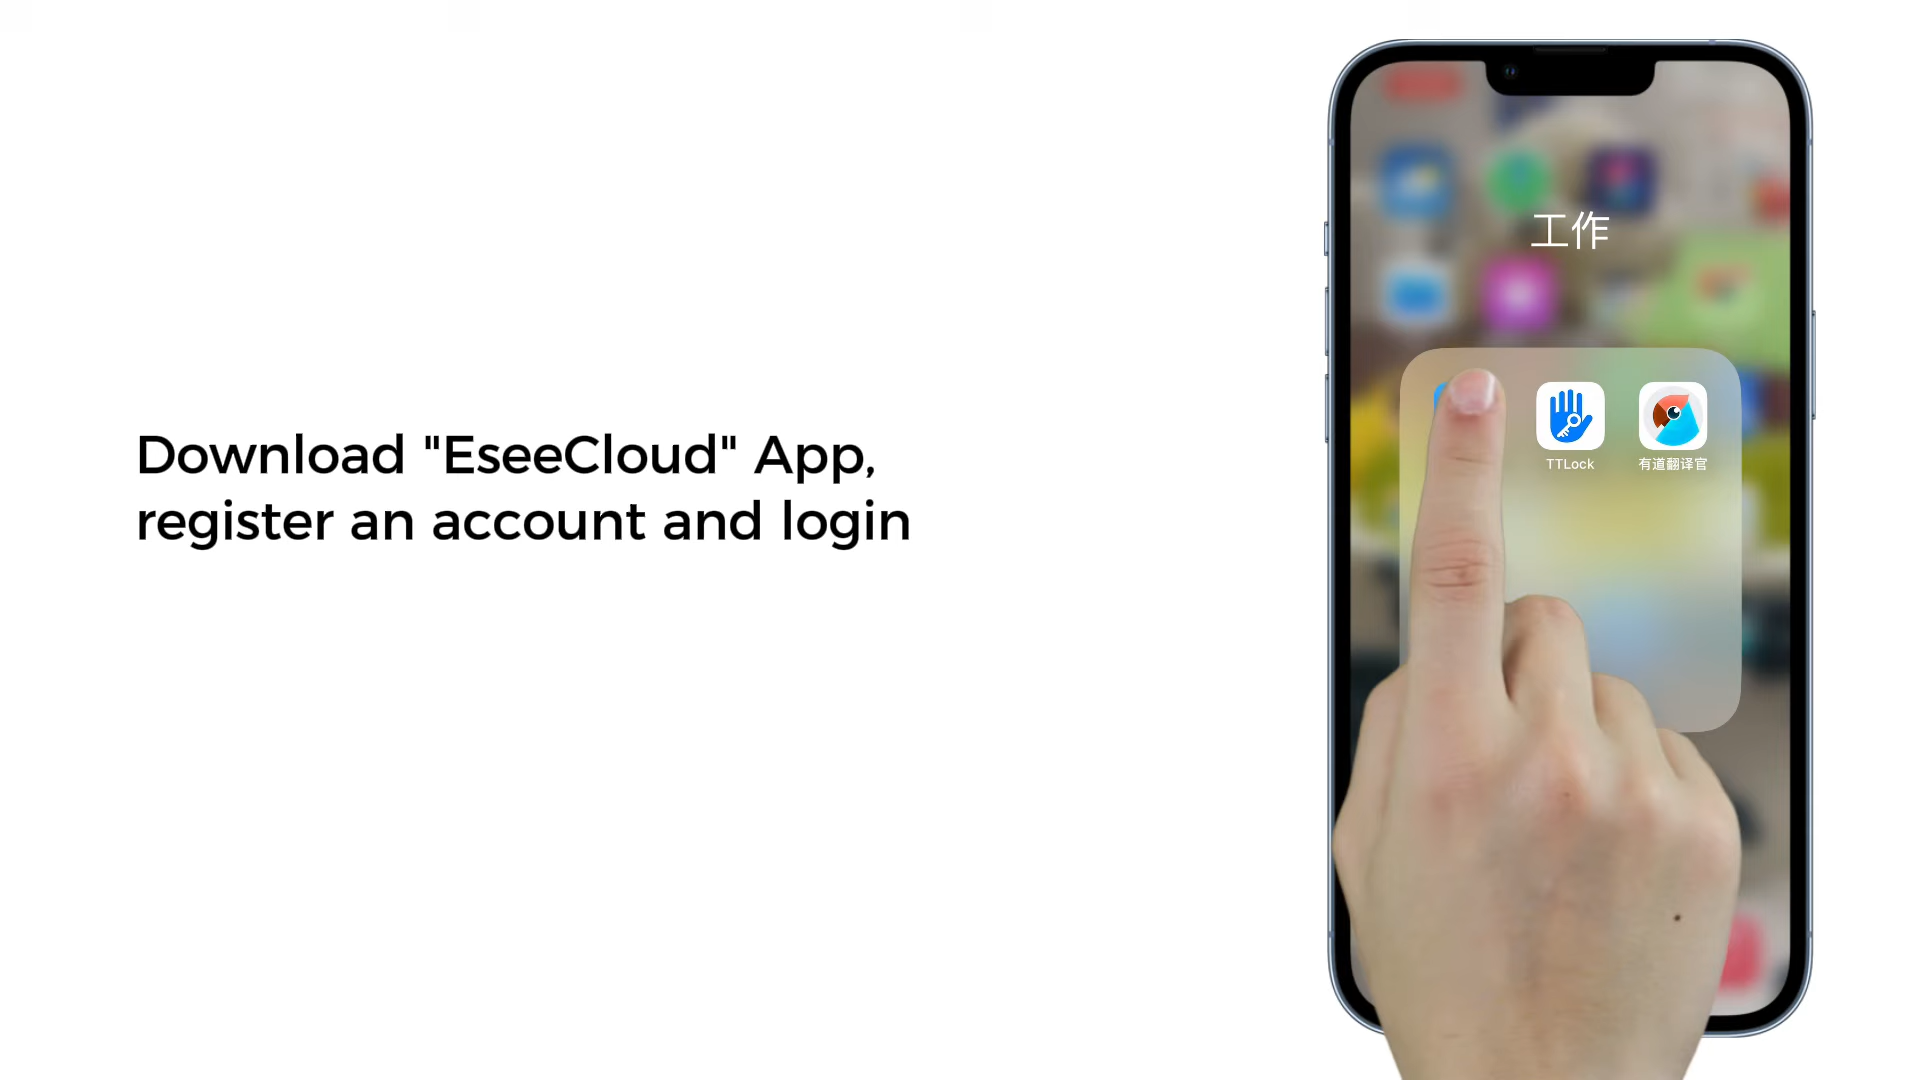 Download "EseeCloud" App,
register an account and login
工作
TTLock
有道翻译官